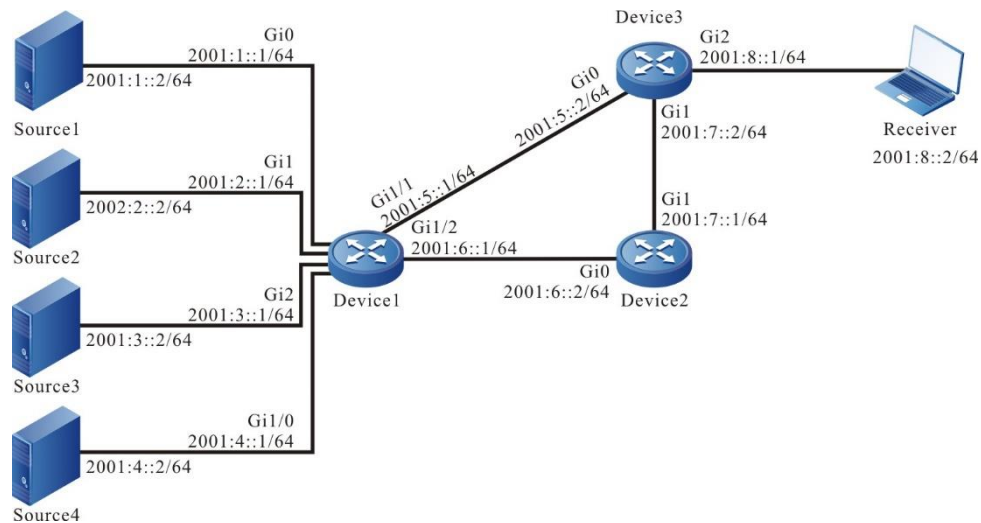 Device3
Gi0
2001:1::1/64
2001:1::2/64
Source1
Gi2
2001:8::1/64
Gi0
2001:5::2/64
Gi1
2001:7::2/64
Receiver
2001:8::2/64
Gi1
2001:2::1/64
2002:2::2/64
Source2
Gi1/1
2001:5::1/64
Gi1/2
2001:6::1/64
Gi1
2001:7::1/64
Gi0
2001:6::2/64
Device1
Device2
Gi2
2001:3::1/64
2001:3::2/64
Source3
Gi1/0
2001:4::1/64
2001:4::2/64
Source4